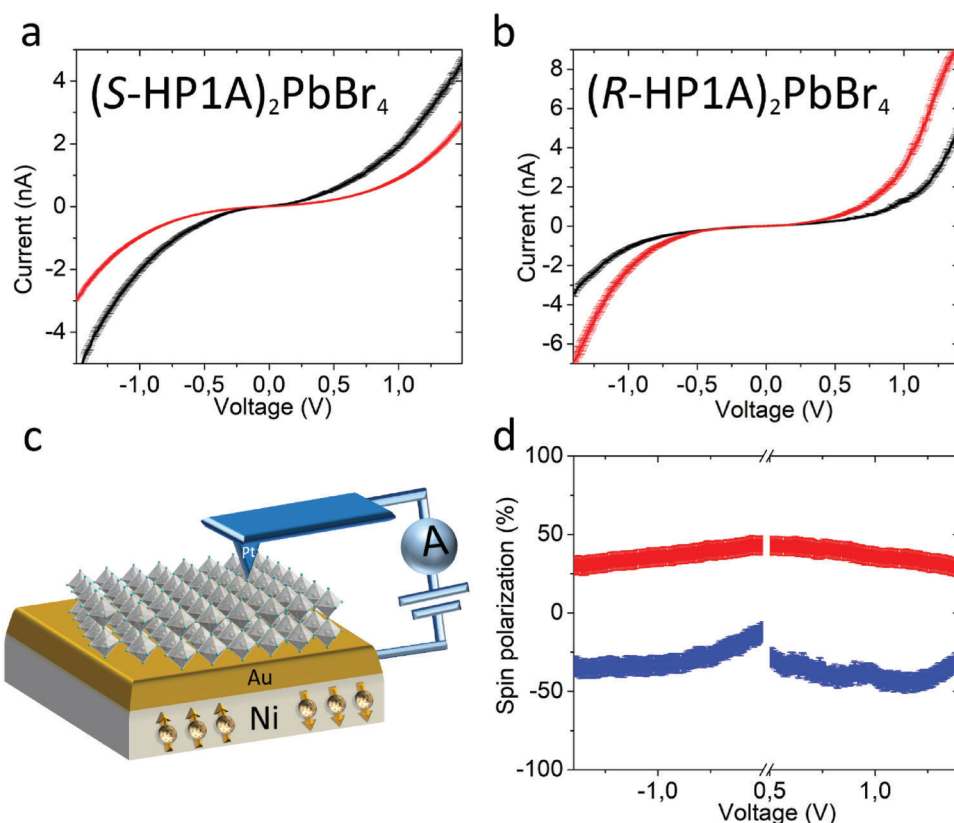 a
(S-HP1A)₂PbBr₄
4
2
0
-2
-4
Current (nA)
-1,0 -0,5 0,0 0,5 1,0
Voltage (V)
b
(R-HP1A)₂PbBr₄
8
6
4
2
0
-2
-4
-6
Current (nA)
-1,0 -0,5 0,0 0,5 1,0
Voltage (V)
c
Pt
A
Au
Ni
d
100
50
0
-50
-100
Spin polarization (%)
-1,0 0,5 1,0
Voltage (V)